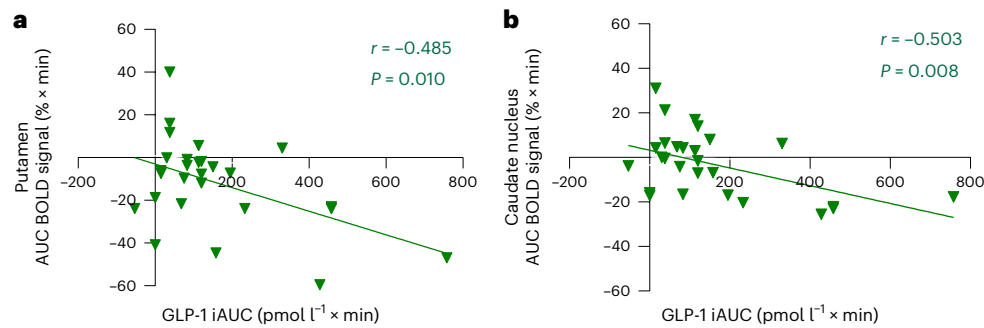 a
60
40
20
−20
−40
−60
−200
200
400
600
800
r = −0.485
P = 0.010
Putamen
AUC BOLD signal (% × min)
GLP-1 iAUC (pmol l⁻¹ × min)
b
60
40
20
−20
−40
−60
−200
200
400
600
800
r = −0.503
P = 0.008
Caudate nucleus
AUC BOLD signal (% × min)
GLP-1 iAUC (pmol l⁻¹ × min)